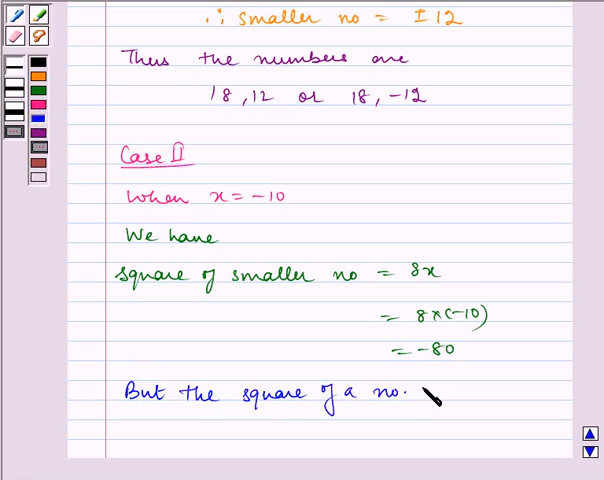 ∴ smaller no = ± 12
Thus the numbers are
18, 12 or 18, -12
Case II
When x = -10
We have
square of smaller no = 8x
= 8×(-10)
= -80
But the square of a no.